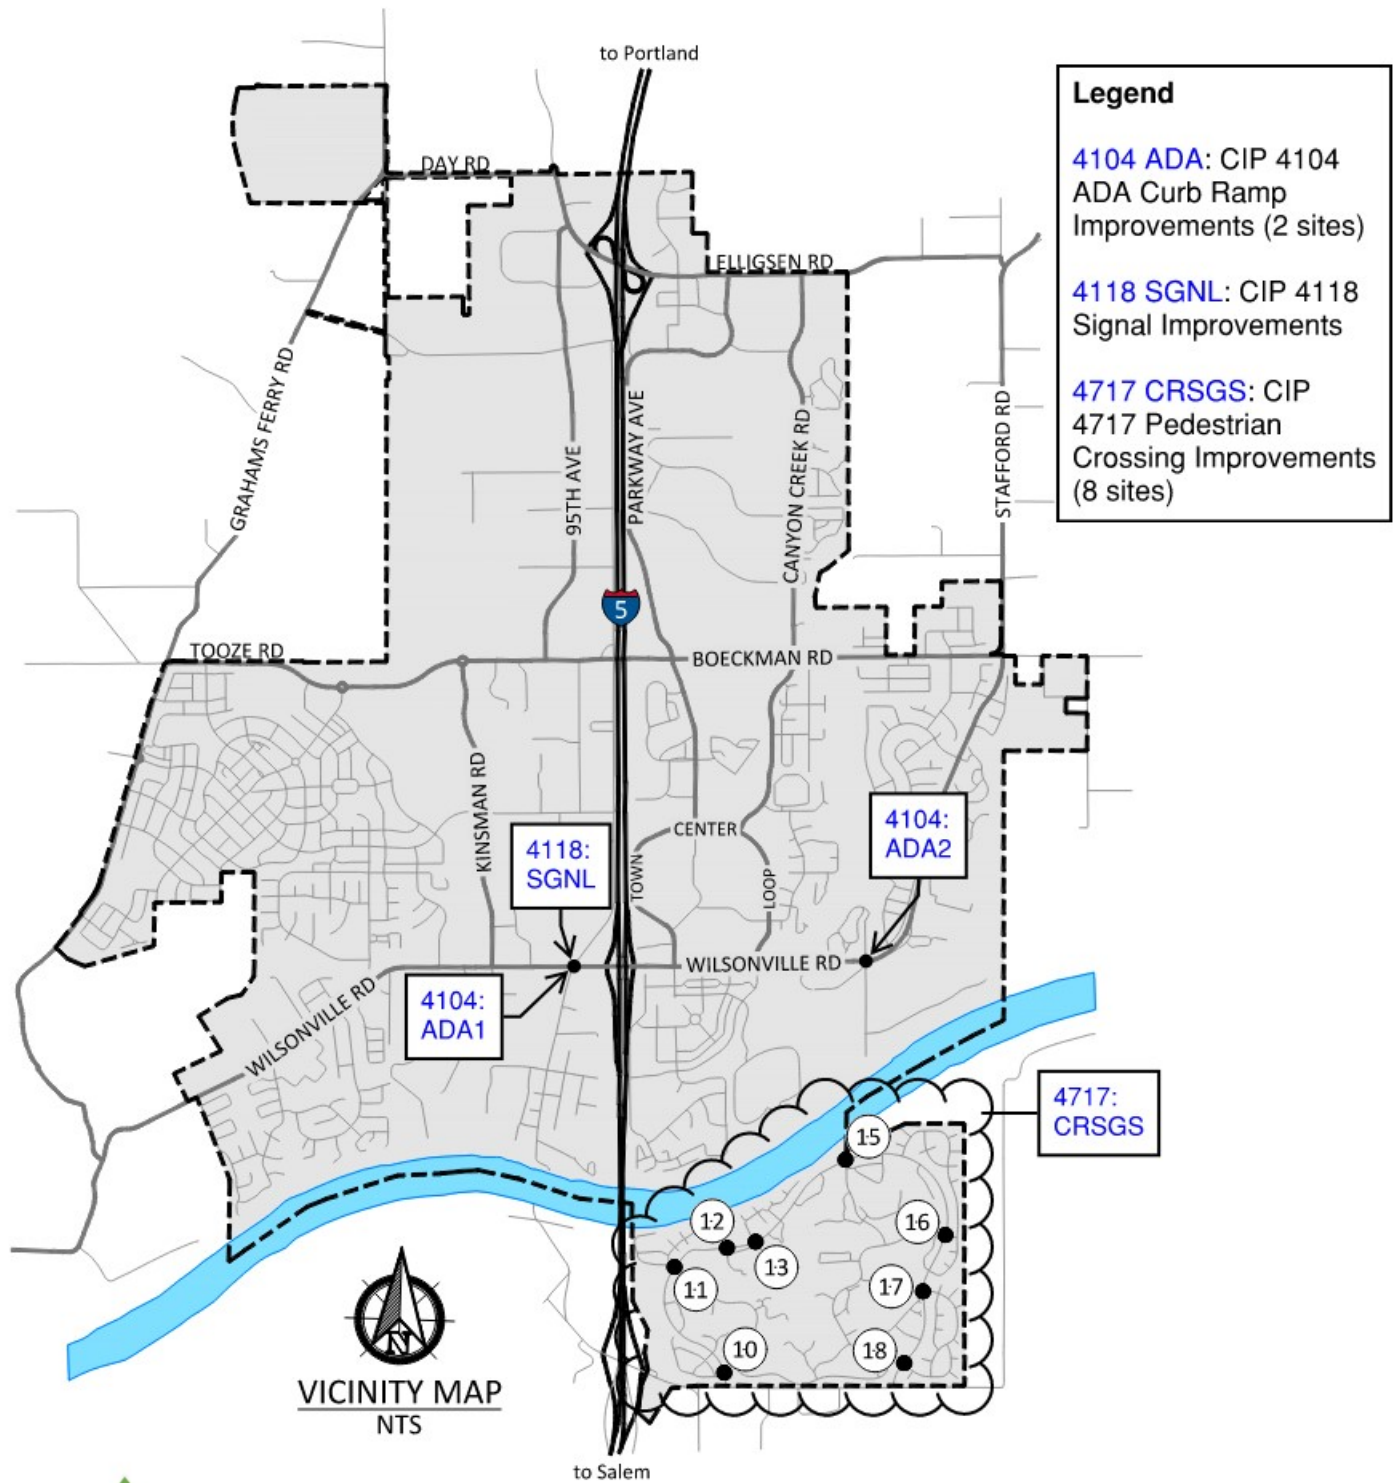 to Portland
Legend
4104 ADA: CIP 4104
ADA Curb Ramp
Improvements (2 sites)
4118 SGNL: CIP 4118
Signal Improvements
4717 CRSGS: CIP
4717 Pedestrian
Crossing Improvements
(8 sites)
DAY RD
ELLIGSEN RD
GRAHAMS FERRY RD
95TH AVE
PARKWAY AVE
CANYON CREEK RD
STAFFORD RD
5
TOOZE RD
BOECKMAN RD
KINSMAN RD
4118:
SGNL
TOWN
CENTER
LOOP
4104:
ADA2
WILSONVILLE RD
WILSONVILLE RD
4104:
ADA1
4717:
CRSGS
15
12
16
13
11
17
10
18
N
VICINITY MAP
NTS
to Salem